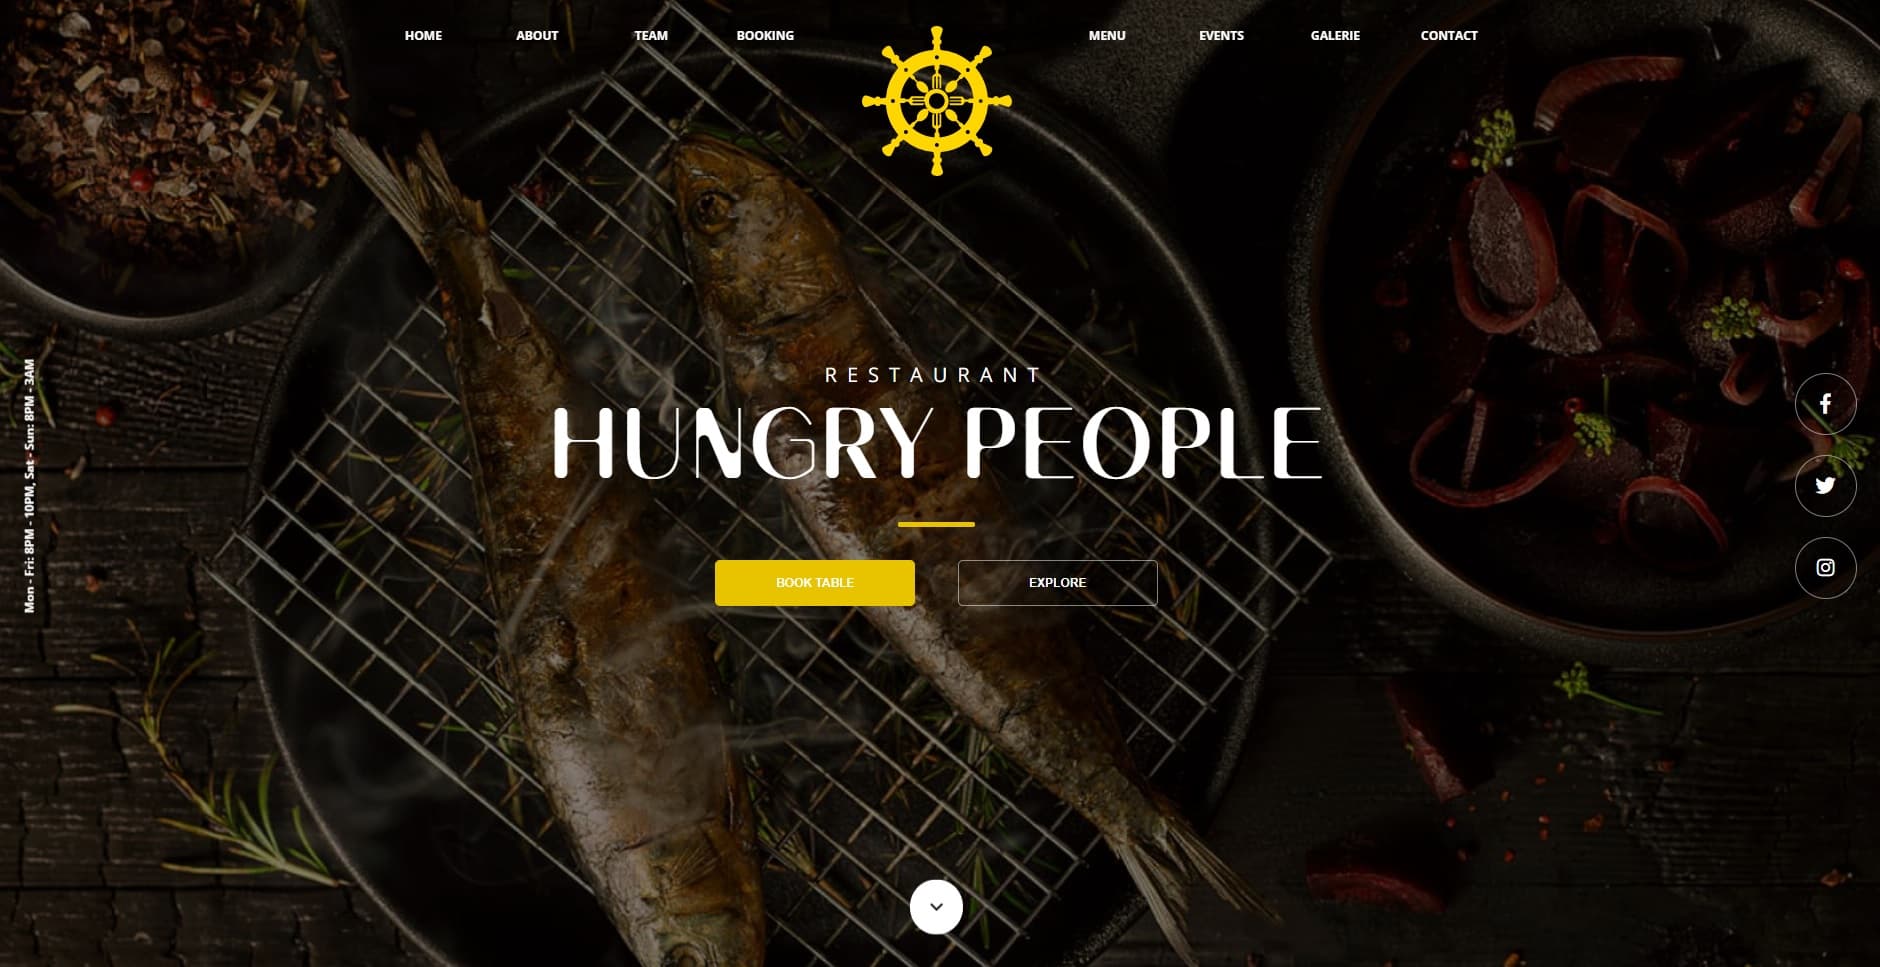 HOME ABOUT TEAM BOOKING MENU EVENTS GALERIE CONTACT
Mon - Fri: 8PM - 10PM, Sat - Sun: 8PM - 3AM
RESTAURANT
HUNGRY PEOPLE
BOOK TABLE EXPLORE